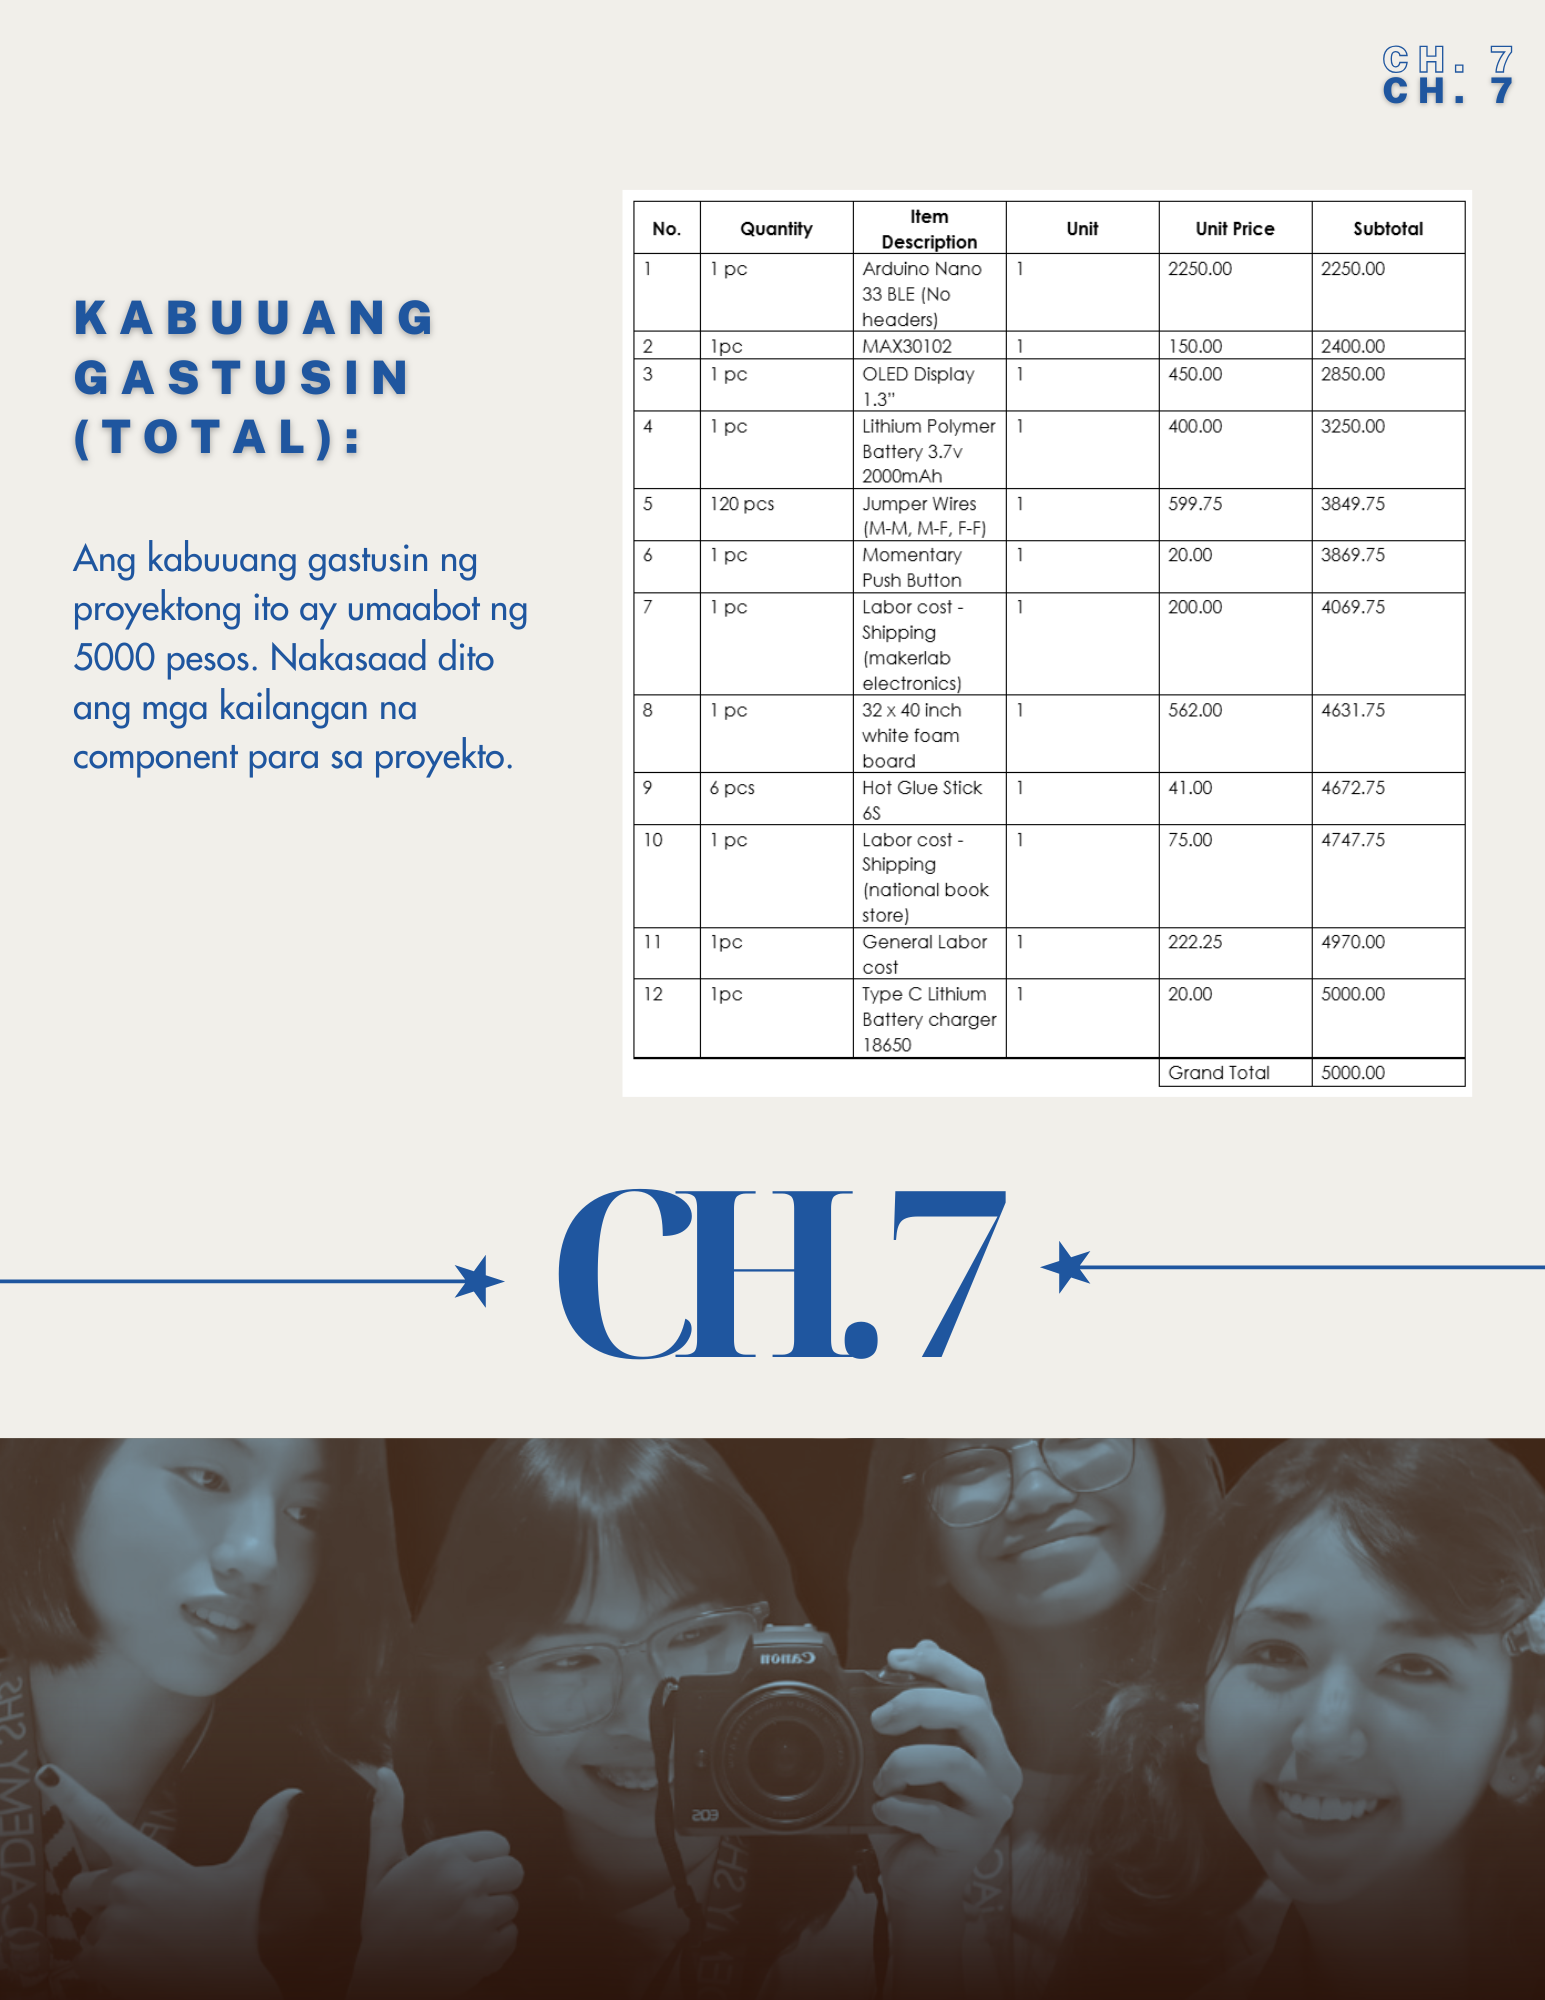 CH. 7
CH. 7
KABUUANG
GASTUSIN
(TOTAL):
Ang kabuuang gastusin ng
proyektong ito ay umaabot ng
5000 pesos. Nakasaad dito
ang mga kailangan na
component para sa proyekto.
No. Quantity Item Description Unit Unit Price Subtotal
1 1 pc Arduino Nano 33 BLE (No headers) 1 2250.00 2250.00
2 1pc MAX30102 1 150.00 2400.00
3 1 pc OLED Display 1.3" 1 450.00 2850.00
4 1 pc Lithium Polymer Battery 3.7v 2000mAh 1 400.00 3250.00
5 120 pcs Jumper Wires (M-M, M-F, F-F) 1 599.75 3849.75
6 1 pc Momentary Push Button 1 20.00 3869.75
7 1 pc Labor cost - Shipping (makerlab electronics) 1 200.00 4069.75
8 1 pc 32 x 40 inch white foam board 1 562.00 4631.75
9 6 pcs Hot Glue Stick 6S 1 41.00 4672.75
10 1 pc Labor cost - Shipping (national book store) 1 75.00 4747.75
11 1pc General Labor cost 1 222.25 4970.00
12 1pc Type C Lithium Battery charger 18650 1 20.00 5000.00
Grand Total 5000.00
CH.7
Canon
SHS
ACADEMY